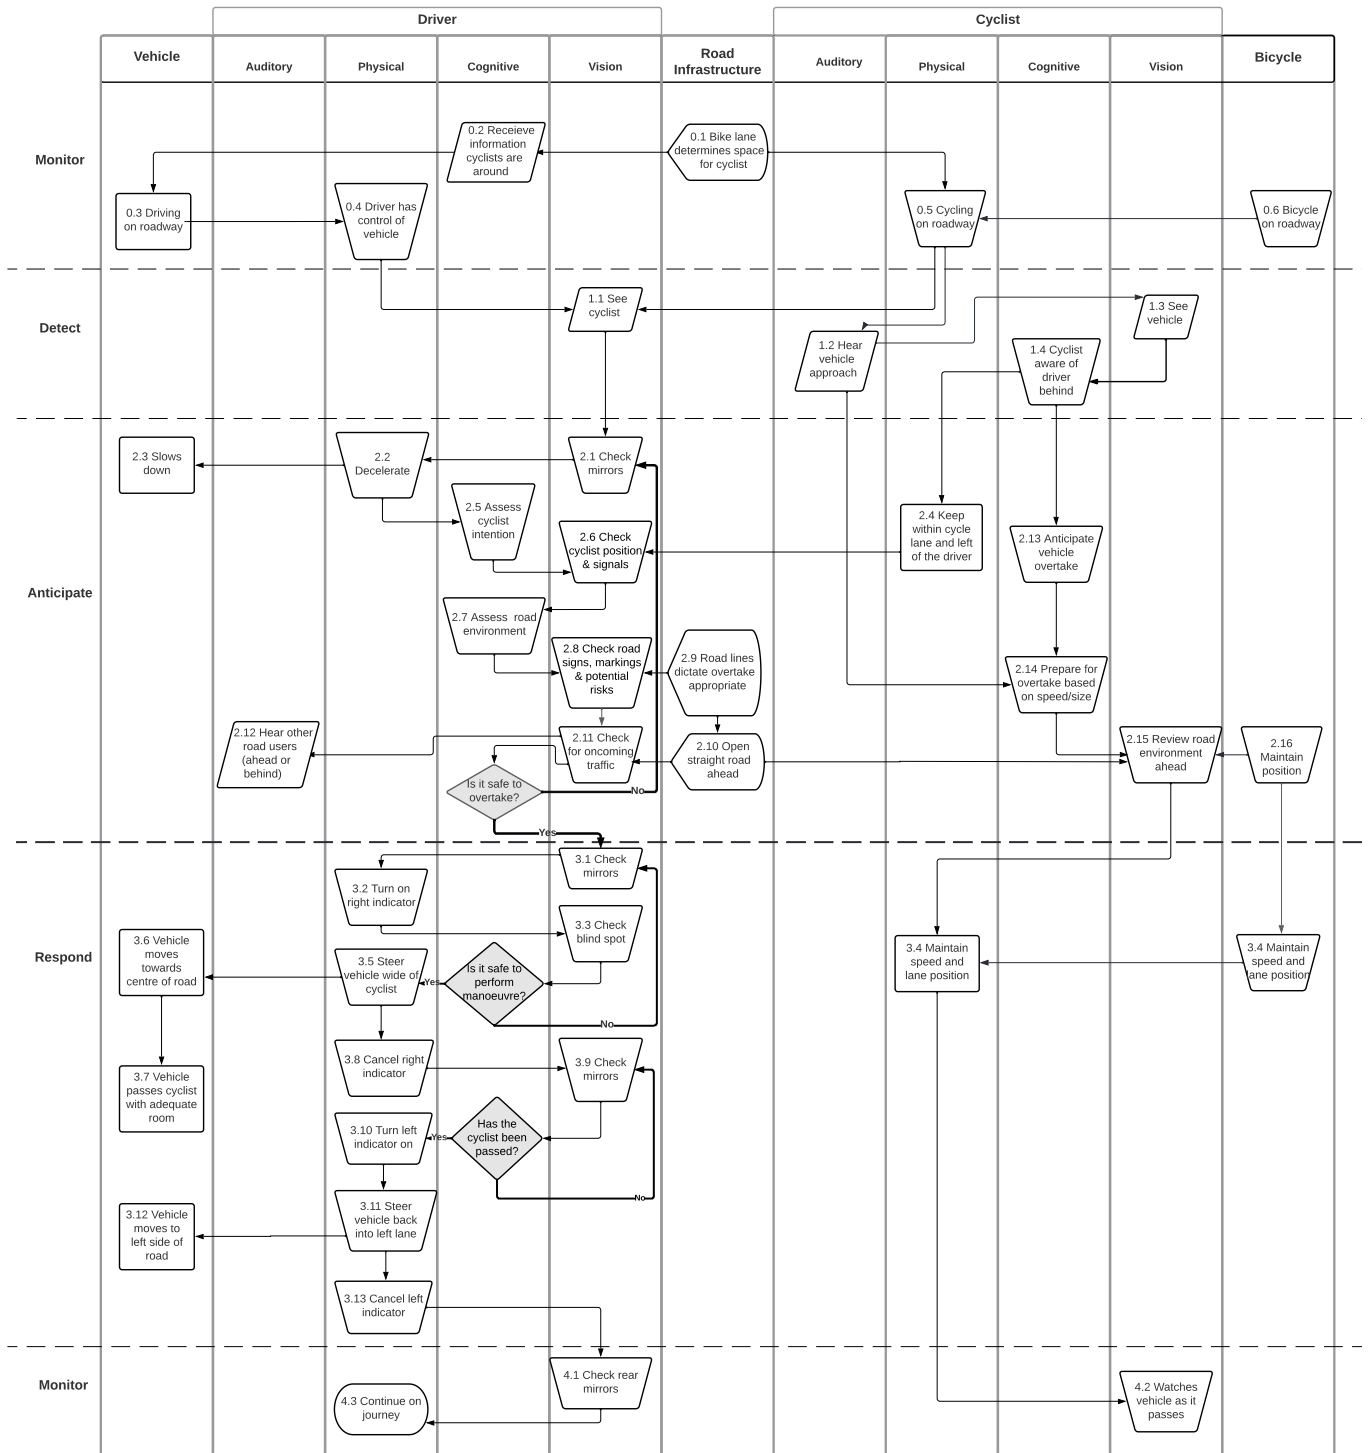 Driver
Cyclist
Vehicle
Auditory
Physical
Cognitive
Vision
Road
Infrastructure
Auditory
Physical
Cognitive
Vision
Bicycle
Monitor
0.2 Receieve
information
cyclists are
around
0.1 Bike lane
determines space
for cyclist
0.3 Driving
on roadway
0.4 Driver has
control of
vehicle
0.5 Cycling
on roadway
0.6 Bicycle
on roadway
Detect
1.1 See
cyclist
1.2 Hear
vehicle
approach
1.3 See
vehicle
1.4 Cyclist
aware of
driver
behind
Anticipate
2.3 Slows
down
2.2
Decelerate
2.1 Check
mirrors
2.5 Assess
cyclist
intention
2.6 Check
cyclist position
& signals
2.4 Keep
within cycle
lane and left
of the driver
2.13 Anticipate
vehicle
overtake
2.7 Assess  road
environment
2.8 Check road
signs, markings
& potential
risks
2.9 Road lines
dictate overtake
appropriate
2.14 Prepare for
overtake based
on speed/size
2.12 Hear other
road users
(ahead or
behind)
2.11 Check
for oncoming
traffic
2.10 Open
straight road
ahead
2.15 Review road
environment
ahead
2.16
Maintain
position
Is it safe to
overtake?
No
Yes
Respond
3.1 Check
mirrors
3.2 Turn on
right indicator
3.3 Check
blind spot
3.6 Vehicle
moves
towards
centre of road
3.5 Steer
vehicle wide of
cyclist
Yes
Is it safe to
perform
manoeuvre?
No
3.4 Maintain
speed and
lane position
3.4 Maintain
speed and
lane position
3.7 Vehicle
passes cyclist
with adequate
room
3.8 Cancel right
indicator
3.9 Check
mirrors
3.10 Turn left
indicator on
Yes
Has the
cyclist been
passed?
No
3.12 Vehicle
moves to
left side of
road
3.11 Steer
vehicle back
into left lane
3.13 Cancel left
indicator
Monitor
4.1 Check rear
mirrors
4.3 Continue on
journey
4.2 Watches
vehicle as it
passes